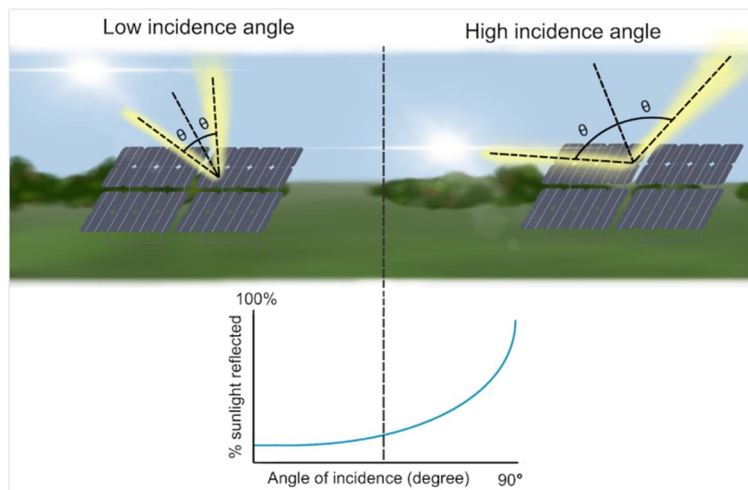 Low incidence angle
High incidence angle
θ θ
θ θ
100%
% sunlight reflected
Angle of incidence (degree) 90°